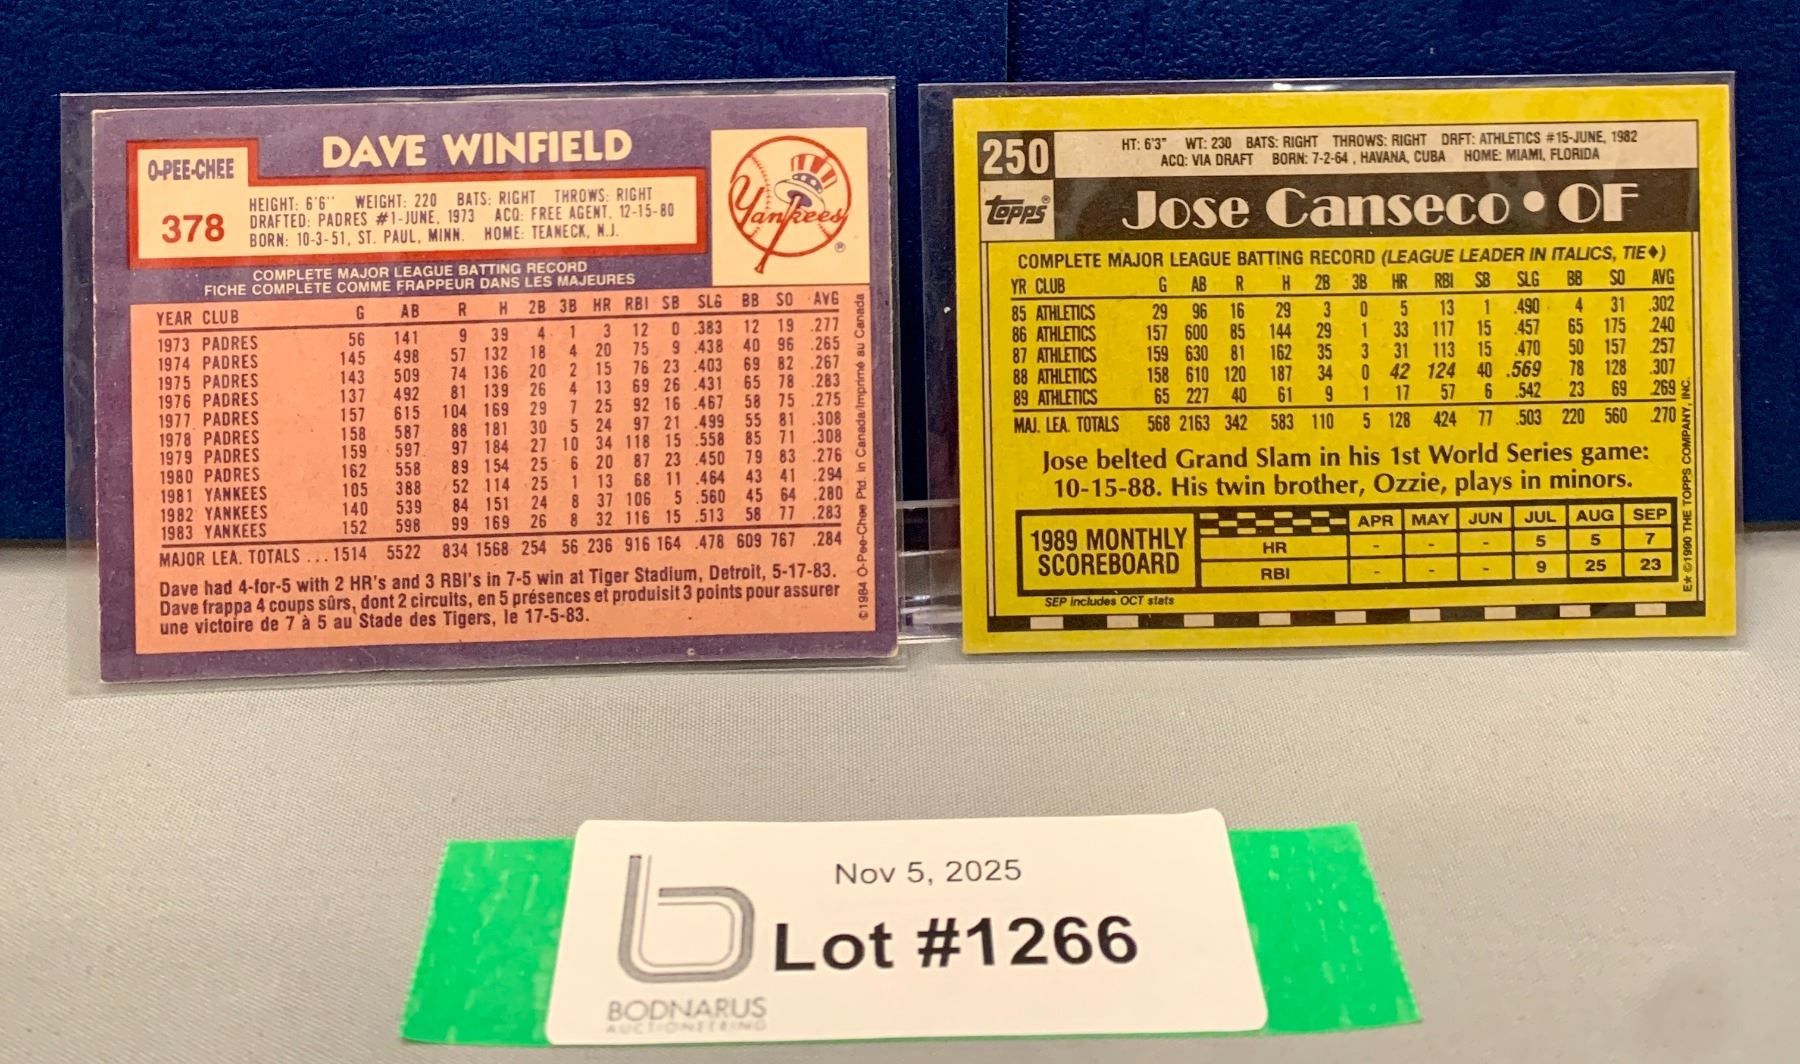 O-PEE-CHEE
378
DAVE WINFIELD
HEIGHT: 6'6" WEIGHT: 220 BATS: RIGHT THROWS: RIGHT
DRAFTED: PADRES #1-JUNE, 1973 ACQ: FREE AGENT, 12-15-80
BORN: 10-3-51, ST. PAUL, MINN. HOME: TEANECK, N.J.
Yankees
®
COMPLETE MAJOR LEAGUE BATTING RECORD
FICHE COMPLETE COMME FRAPPEUR DANS LES MAJEURES
YEAR CLUB G AB R H 2B 3B HR RBI SB SLG BB SO AVG
1973 PADRES 56 141 9 39 4 1 3 12 0 .383 12 19 .277
1974 PADRES 145 498 57 132 18 4 20 75 9 .438 40 96 .265
1975 PADRES 143 509 74 136 20 2 15 76 23 .403 69 82 .267
1976 PADRES 137 492 81 139 26 4 13 69 26 .431 65 78 .283
1977 PADRES 157 615 104 169 29 7 25 92 16 .467 58 75 .275
1978 PADRES 158 587 88 181 30 5 24 97 21 .499 55 81 .308
1979 PADRES 159 597 97 184 27 10 34 118 15 .558 85 71 .308
1980 PADRES 162 558 89 154 25 6 20 87 23 .450 79 83 .276
1981 YANKEES 105 388 52 114 25 1 13 68 11 .464 43 41 .294
1982 YANKEES 140 539 84 151 24 8 37 106 5 .560 45 64 .280
1983 YANKEES 152 598 99 169 26 8 32 116 15 .513 58 77 .283
MAJOR LEA. TOTALS ... 1514 5522 834 1568 254 56 236 916 164 .478 609 767 .284
Dave had 4-for-5 with 2 HR's and 3 RBI's in 7-5 win at Tiger Stadium, Detroit, 5-17-83.
Dave frappa 4 coups sûrs, dont 2 circuits, en 5 présences et produisit 3 points pour assurer
une victoire de 7 à 5 au Stade des Tigers, le 17-5-83.
©1984 O-Pee-Chee Ptd. in Canada/Imprimé au Canada
250
topps®
HT: 6'3" WT: 230 BATS: RIGHT THROWS: RIGHT DRFT: ATHLETICS #15-JUNE, 1982
ACQ: VIA DRAFT BORN: 7-2-64, HAVANA, CUBA HOME: MIAMI, FLORIDA
Jose Canseco • OF
COMPLETE MAJOR LEAGUE BATTING RECORD (LEAGUE LEADER IN ITALICS, TIE♦)
YR CLUB G AB R H 2B 3B HR RBI SB SLG BB SO AVG
85 ATHLETICS 29 96 16 29 3 0 5 13 1 .490 4 31 .302
86 ATHLETICS 157 600 85 144 29 1 33 117 15 .457 65 175 .240
87 ATHLETICS 159 630 81 162 35 3 31 113 15 .470 50 157 .257
88 ATHLETICS 158 610 120 187 34 0 42 124 40 .569 78 128 .307
89 ATHLETICS 65 227 40 61 9 1 17 57 6 .542 23 69 .269
MAJ. LEA. TOTALS 568 2163 342 583 110 5 128 424 77 .503 220 560 .270
Jose belted Grand Slam in his 1st World Series game:
10-15-88. His twin brother, Ozzie, plays in minors.
1989 MONTHLY
SCOREBOARD
APR MAY JUN JUL AUG SEP
HR - - - 5 5 7
RBI - - - 9 25 23
SEP includes OCT stats
E★ ©1990 THE TOPPS COMPANY, INC.
Nov 5, 2025
Lot #1266
BODNARUS
AUCTIONEERING